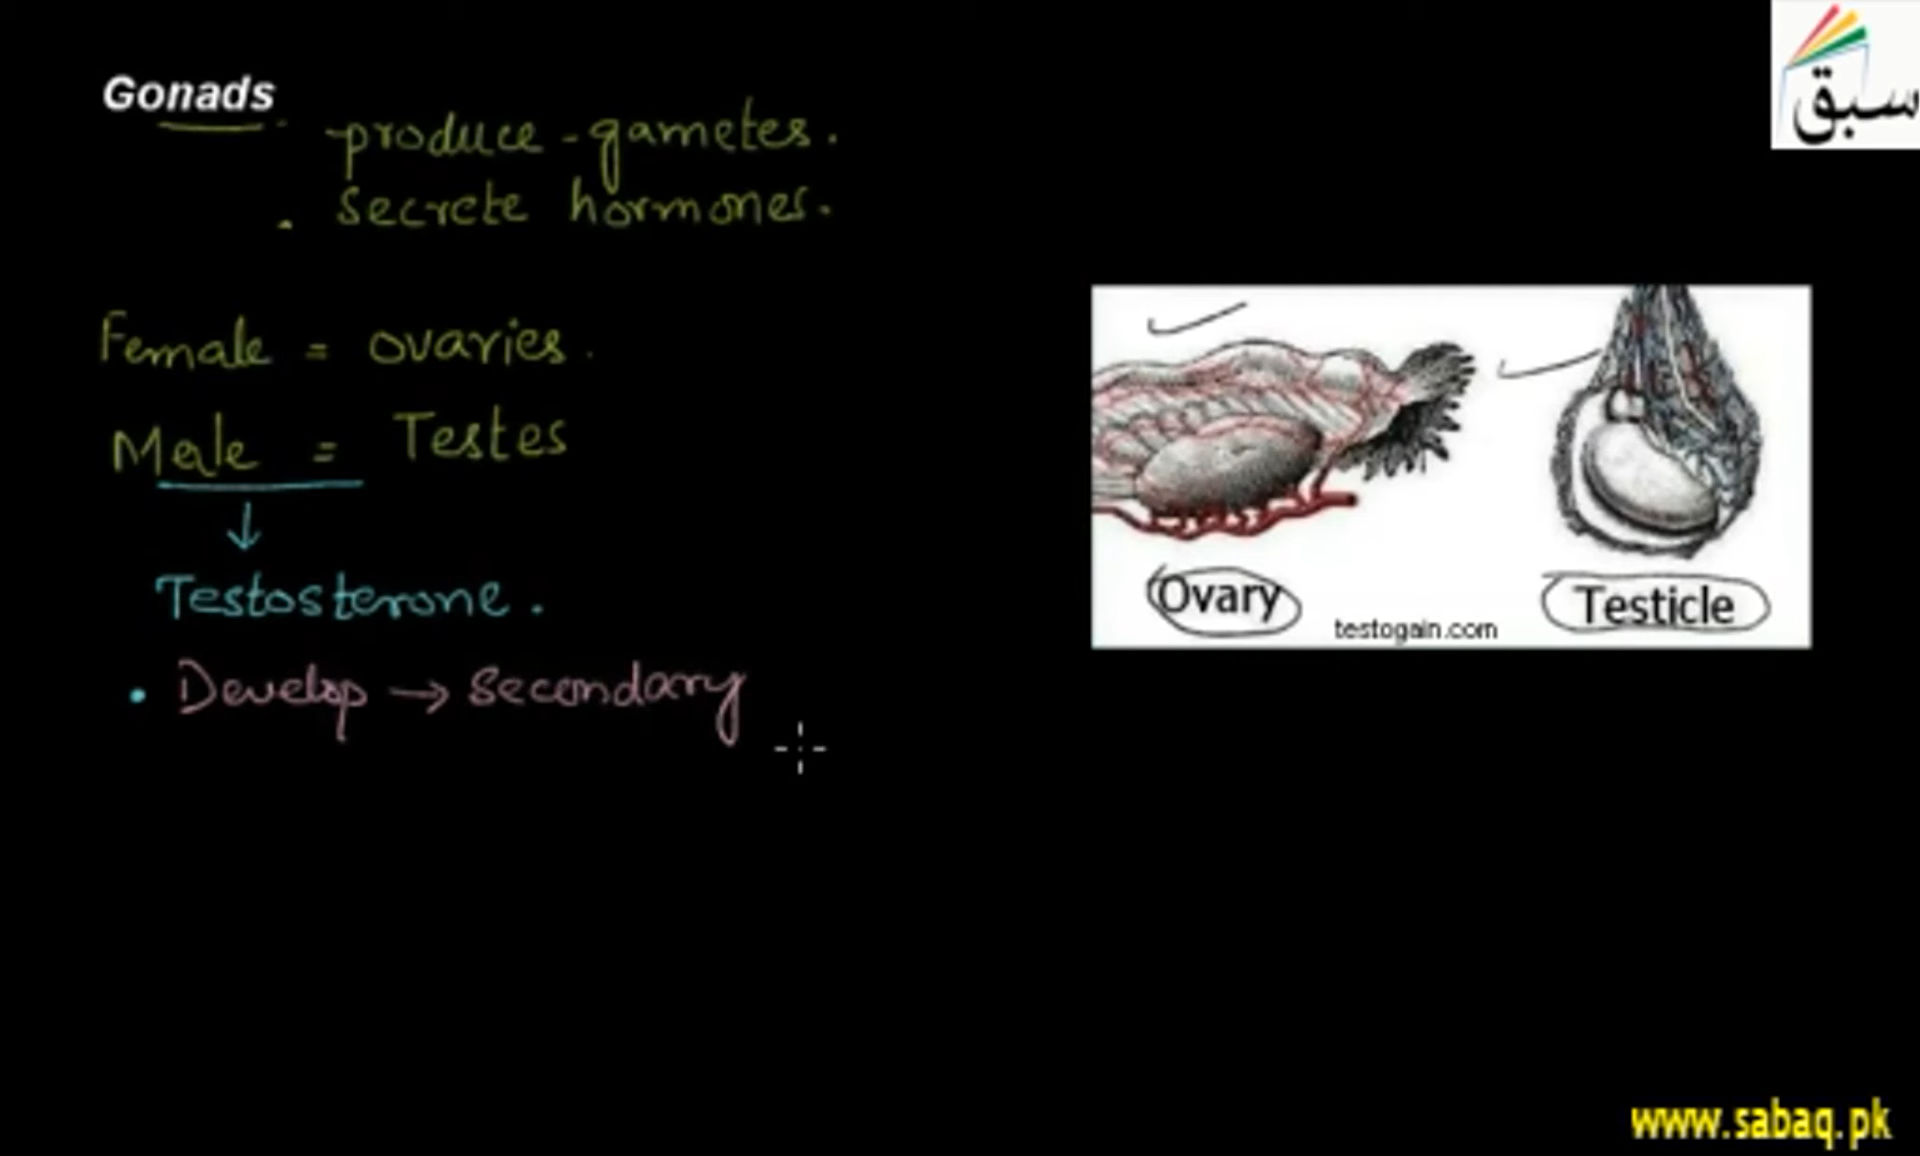 Gonads
produce - gametes.
. secrete hormones.
Female = ovaries.
Male = Testes
Testosterone.
• Develop → Secondary
سبق
Ovary
Testicle
testogain.com
www.sabaq.pk